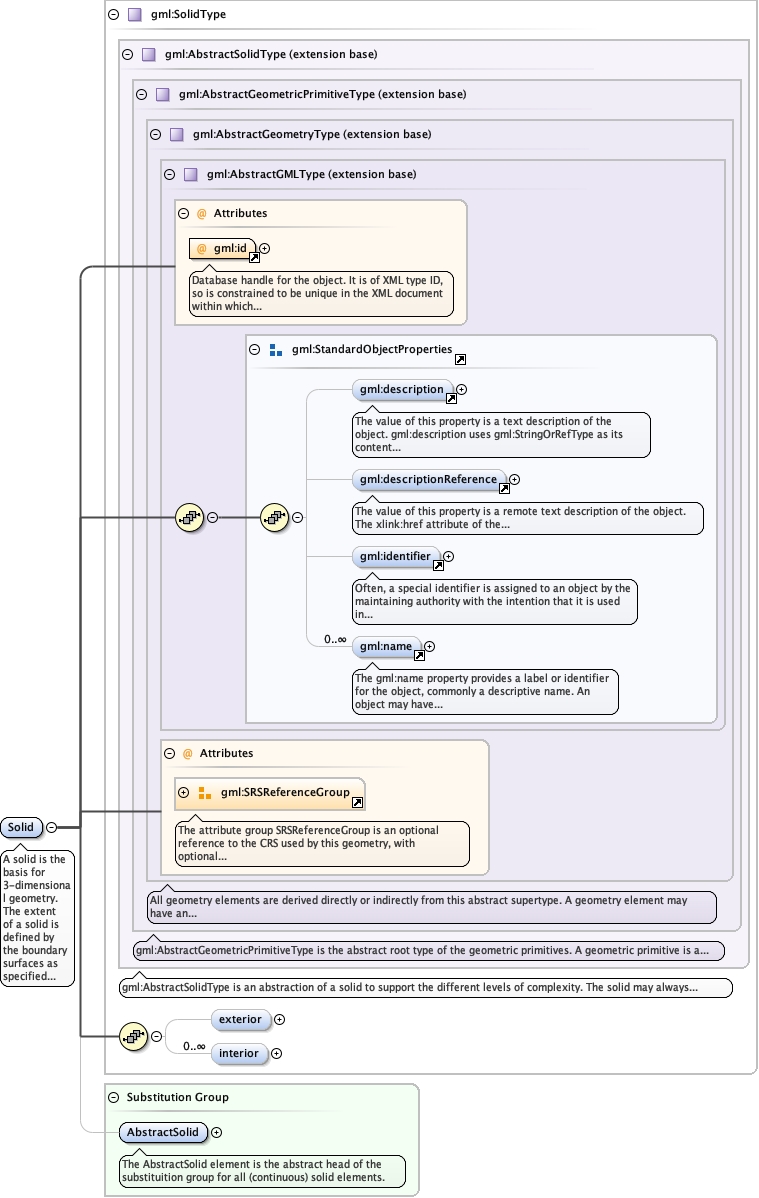 gml:SolidType
gml:AbstractSolidType (extension base)
gml:AbstractGeometricPrimitiveType (extension base)
gml:AbstractGeometryType (extension base)
gml:AbstractGMLType (extension base)
@ Attributes
@ gml:id
Database handle for the object. It is of XML type ID,
so is constrained to be unique in the XML document
within which...
gml:StandardObjectProperties
gml:description
The value of this property is a text description of the
object. gml:description uses gml:StringOrRefType as its
content...
gml:descriptionReference
The value of this property is a remote text description of the object.
The xlink:href attribute of the...
gml:identifier
Often, a special identifier is assigned to an object by the
maintaining authority with the intention that it is used
in...
0..∞
gml:name
The gml:name property provides a label or identifier
for the object, commonly a descriptive name. An
object may have...
@ Attributes
gml:SRSReferenceGroup
The attribute group SRSReferenceGroup is an optional
reference to the CRS used by this geometry, with
optional...
Solid
A solid is the
basis for
3-dimensiona
l geometry.
The extent
of a solid is
defined by
the boundary
surfaces as
specified...
All geometry elements are derived directly or indirectly from this abstract supertype. A geometry element may
have an...
gml:AbstractGeometricPrimitiveType is the abstract root type of the geometric primitives. A geometric primitive is a...
gml:AbstractSolidType is an abstraction of a solid to support the different levels of complexity. The solid may always...
exterior
0..∞
interior
Substitution Group
AbstractSolid
The AbstractSolid element is the abstract head of the
substituition group for all (continuous) solid elements.